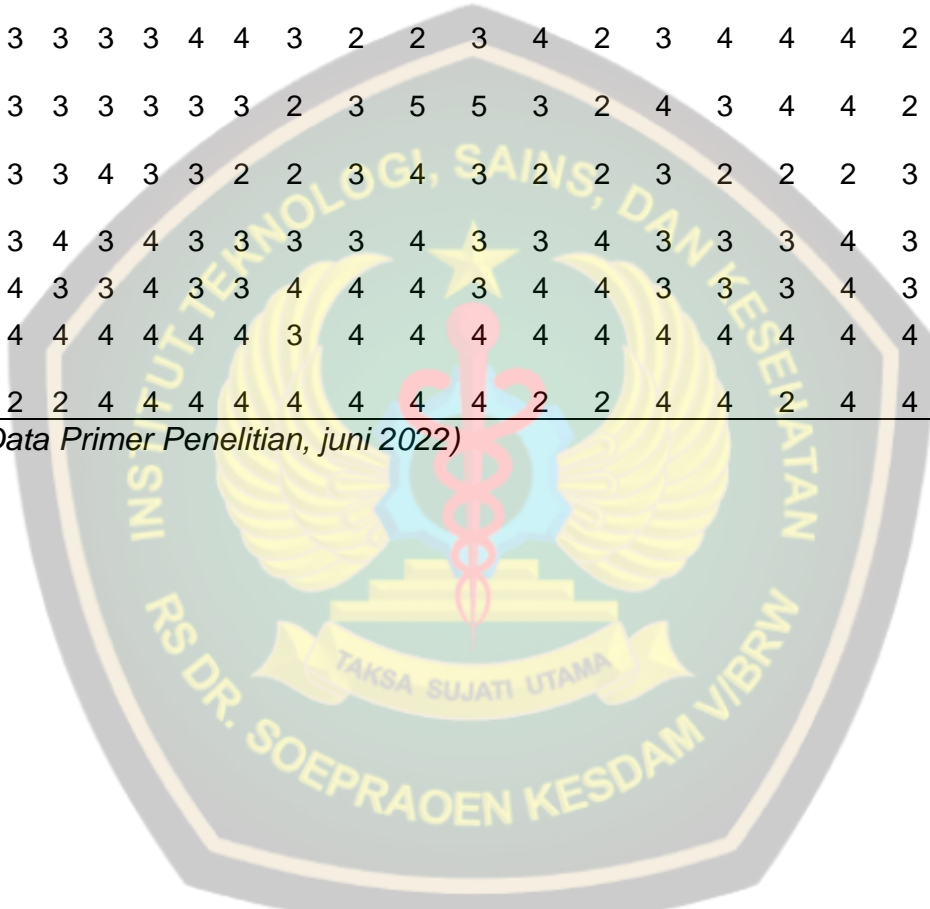 3 3 3 3 4 4 3 2 2 3 4 2 3 4 4 4 2
3 3 3 3 3 3 2 3 5 5 3 2 4 3 4 4 2
3 3 4 3 3 2 2 3 4 3 2 2 3 2 2 2 3
3 4 3 4 3 3 3 3 4 3 3 4 3 3 3 4 3
4 3 3 4 3 3 4 4 4 3 4 4 3 3 3 4 3
4 4 4 4 4 4 3 4 4 4 4 4 4 4 4 4 4
2 2 4 4 4 4 4 4 4 4 2 2 4 4 2 4 4
Data Primer Penelitian, juni 2022)
INSTITUT TEKNOLOGI, SAINS, DAN KESEHATAN
TAKSA SUJATI UTAMA
RS DR. SOEPRAOEN KESDAM V/BRW